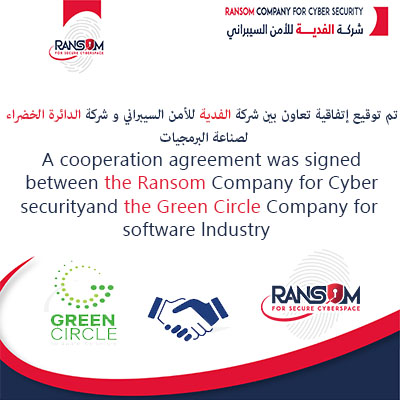 RANSOM
FOR SECURE CYBERSPACE
RANSOM COMPANY FOR CYBER SECURITY
شركة الفدية للأمن السيبراني
تم توقيع إتفاقية تعاون بين شركة الفدية للأمن السيبراني و شركة الدائرة الخضراء
لصناعة البرمجيات
A cooperation agreement was signed
between the Ransom Company for Cyber
securityand the Green Circle Company for
software Industry
GREEN
CIRCLE
RANSOM
FOR SECURE CYBERSPACE